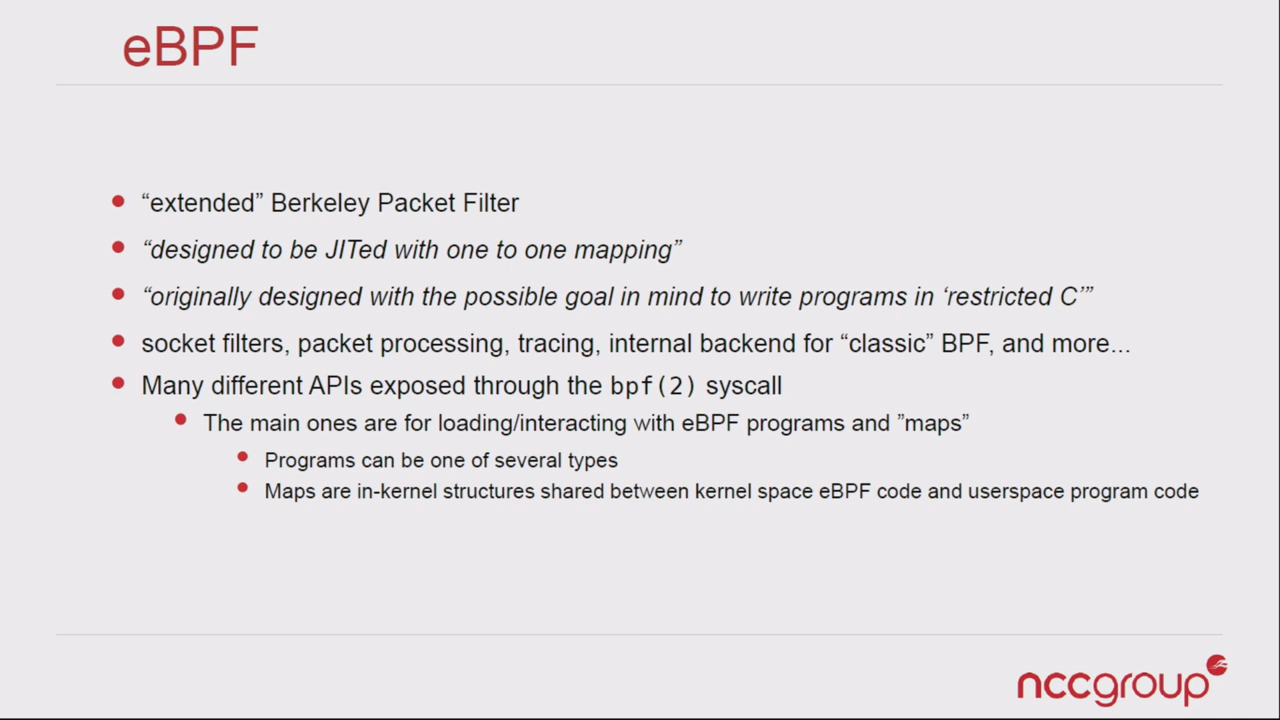 eBPF
“extended” Berkeley Packet Filter
“designed to be JITed with one to one mapping”
“originally designed with the possible goal in mind to write programs in ‘restricted C’”
socket filters, packet processing, tracing, internal backend for “classic” BPF, and more...
Many different APIs exposed through the bpf(2) syscall
The main ones are for loading/interacting with eBPF programs and ”maps”
Programs can be one of several types
Maps are in-kernel structures shared between kernel space eBPF code and userspace program code
nccgroup